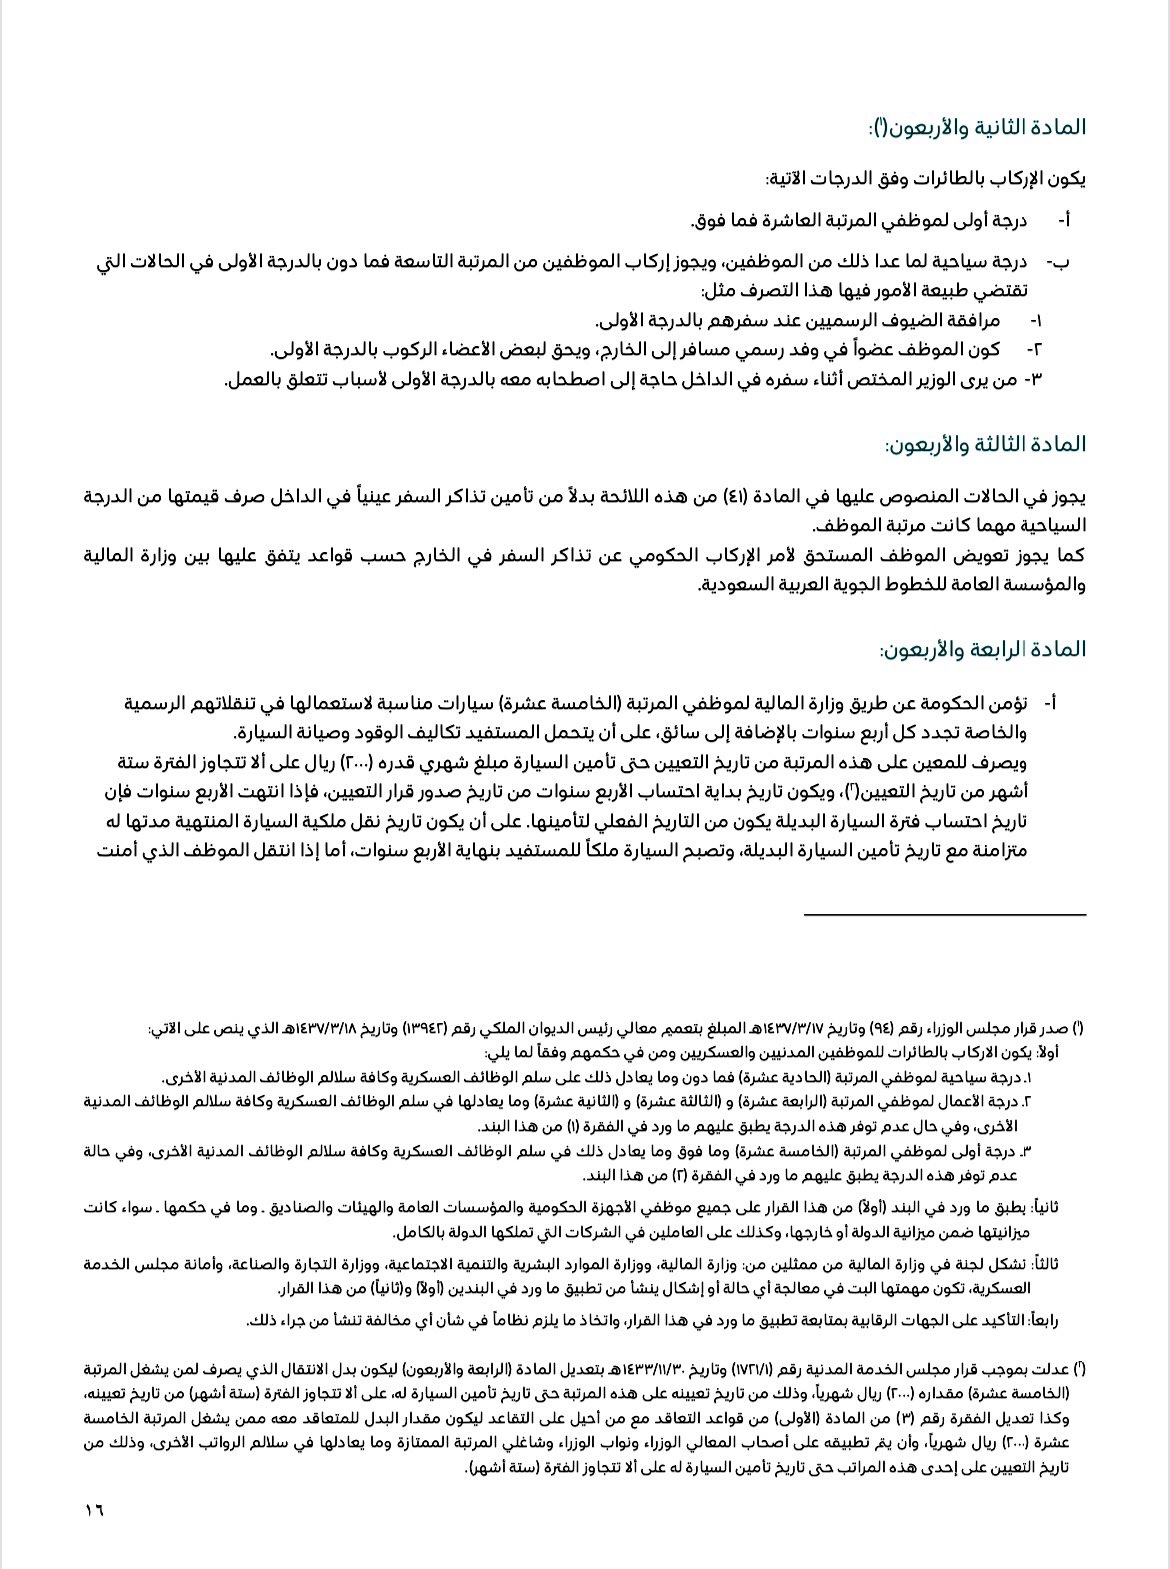 المادة الثانية والأربعون(١):
يكون الإركاب بالطائرات وفق الدرجات الآتية:
أ- درجة أولى لموظفي المرتبة العاشرة فما فوق.
ب- درجة سياحية لما عدا ذلك من الموظفين، ويجوز إركاب الموظفين من المرتبة التاسعة فما دون بالدرجة الأولى في الحالات التي
تقتضي طبيعة الأمور فيها هذا التصرف مثل:
١- مرافقة الضيوف الرسميين عند سفرهم بالدرجة الأولى.
٢- كون الموظف عضواً في وفد رسمي مسافر إلى الخارج، ويحق لبعض الأعضاء الركوب بالدرجة الأولى.
٣- من يرى الوزير المختص أثناء سفره في الداخل حاجة إلى اصطحابه معه بالدرجة الأولى لأسباب تتعلق بالعمل.
المادة الثالثة والأربعون:
يجوز في الحالات المنصوص عليها في المادة (٤١) من هذه اللائحة بدلاً من تأمين تذاكر السفر عينياً في الداخل صرف قيمتها من الدرجة
السياحية مهما كانت مرتبة الموظف.
كما يجوز تعويض الموظف المستحق لأمر الإركاب الحكومي عن تذاكر السفر في الخارج حسب قواعد يتفق عليها بين وزارة المالية
والمؤسسة العامة للخطوط الجوية العربية السعودية.
المادة الرابعة والأربعون:
أ- تؤمن الحكومة عن طريق وزارة المالية لموظفي المرتبة (الخامسة عشرة) سيارات مناسبة لاستعمالها في تنقلاتهم الرسمية
والخاصة تجدد كل أربع سنوات بالإضافة إلى سائق، على أن يتحمل المستفيد تكاليف الوقود وصيانة السيارة.
ويصرف للمعين على هذه المرتبة من تاريخ التعيين حتى تأمين السيارة مبلغ شهري قدره (٢٠٠٠) ريال على ألا تتجاوز الفترة ستة
أشهر من تاريخ التعيين(٢)، ويكون تاريخ بداية احتساب الأربع سنوات من تاريخ صدور قرار التعيين، فإذا انتهت الأربع سنوات فإن
تاريخ احتساب فترة السيارة البديلة يكون من التاريخ الفعلي لتأمينها. على أن يكون تاريخ نقل ملكية السيارة المنتهية مدتها له
متزامنة مع تاريخ تأمين السيارة البديلة، وتصبح السيارة ملكاً للمستفيد بنهاية الأربع سنوات، أما إذا انتقل الموظف الذي أمنت
(١) صدر قرار مجلس الوزراء رقم (٩٤) وتاريخ ١٤٣٧/٣/١٧هـ المبلغ بتعميم معالي رئيس الديوان الملكي رقم (١٣٩٤٢) وتاريخ ١٤٣٧/٣/١٨هـ الذي ينص على الآتي:
أولاً: يكون الاركاب بالطائرات للموظفين المدنيين والعسكريين ومن في حكمهم وفقاً لما يلي:
١. درجة سياحية لموظفي المرتبة (الحادية عشرة) فما دون وما يعادل ذلك على سلم الوظائف العسكرية وكافة سلالم الوظائف المدنية الأخرى.
٢. درجة الأعمال لموظفي المرتبة (الرابعة عشرة) و (الثالثة عشرة) و (الثانية عشرة) وما يعادلها في سلم الوظائف العسكرية وكافة سلالم الوظائف المدنية
الأخرى، وفي حال عدم توفر هذه الدرجة يطبق عليهم ما ورد في الفقرة (١) من هذا البند.
٣. درجة أولى لموظفي المرتبة (الخامسة عشرة) وما فوق وما يعادل ذلك في سلم الوظائف العسكرية وكافة سلالم الوظائف المدنية الأخرى، وفي حالة
عدم توفر هذه الدرجة يطبق عليهم ما ورد في الفقرة (٢) من هذا البند.
ثانياً: يطبق ما ورد في البند (أولاً) من هذا القرار على جميع موظفي الأجهزة الحكومية والمؤسسات العامة والهيئات والصناديق ـ وما في حكمها ـ سواء كانت
ميزانيتها ضمن ميزانية الدولة أو خارجها، وكذلك على العاملين في الشركات التي تملكها الدولة بالكامل.
ثالثاً: تشكل لجنة في وزارة المالية من ممثلين من: وزارة المالية، ووزارة الموارد البشرية والتنمية الاجتماعية، ووزارة التجارة والصناعة، وأمانة مجلس الخدمة
العسكرية، تكون مهمتها البت في معالجة أي حالة أو إشكال ينشأ من تطبيق ما ورد في البندين (أولاً) و(ثانياً) من هذا القرار.
رابعاً: التأكيد على الجهات الرقابية بمتابعة تطبيق ما ورد في هذا القرار، واتخاذ ما يلزم نظاماً في شأن أي مخالفة تنشأ من جراء ذلك.
(٢) عدلت بموجب قرار مجلس الخدمة المدنية رقم (١٧٢١/١) وتاريخ ١٤٣٣/١١/٣٠هـ بتعديل المادة (الرابعة والأربعون) ليكون بدل الانتقال الذي يصرف لمن يشغل المرتبة
(الخامسة عشرة) مقداره (٢٠٠٠) ريال شهرياً، وذلك من تاريخ تعيينه على هذه المرتبة حتى تاريخ تأمين السيارة له، على ألا تتجاوز الفترة (ستة أشهر) من تاريخ تعيينه،
وكذا تعديل الفقرة رقم (٣) من المادة (الأولى) من قواعد التعاقد مع من أحيل على التقاعد ليكون مقدار البدل للمتعاقد معه ممن يشغل المرتبة الخامسة
عشرة (٢٠٠٠) ريال شهرياً، وأن يتم تطبيقه على أصحاب المعالي الوزراء ونواب الوزراء وشاغلي المرتبة الممتازة وما يعادلها في سلالم الرواتب الأخرى، وذلك من
تاريخ التعيين على إحدى هذه المراتب حتى تاريخ تأمين السيارة له على ألا تتجاوز الفترة (ستة أشهر).
١٦